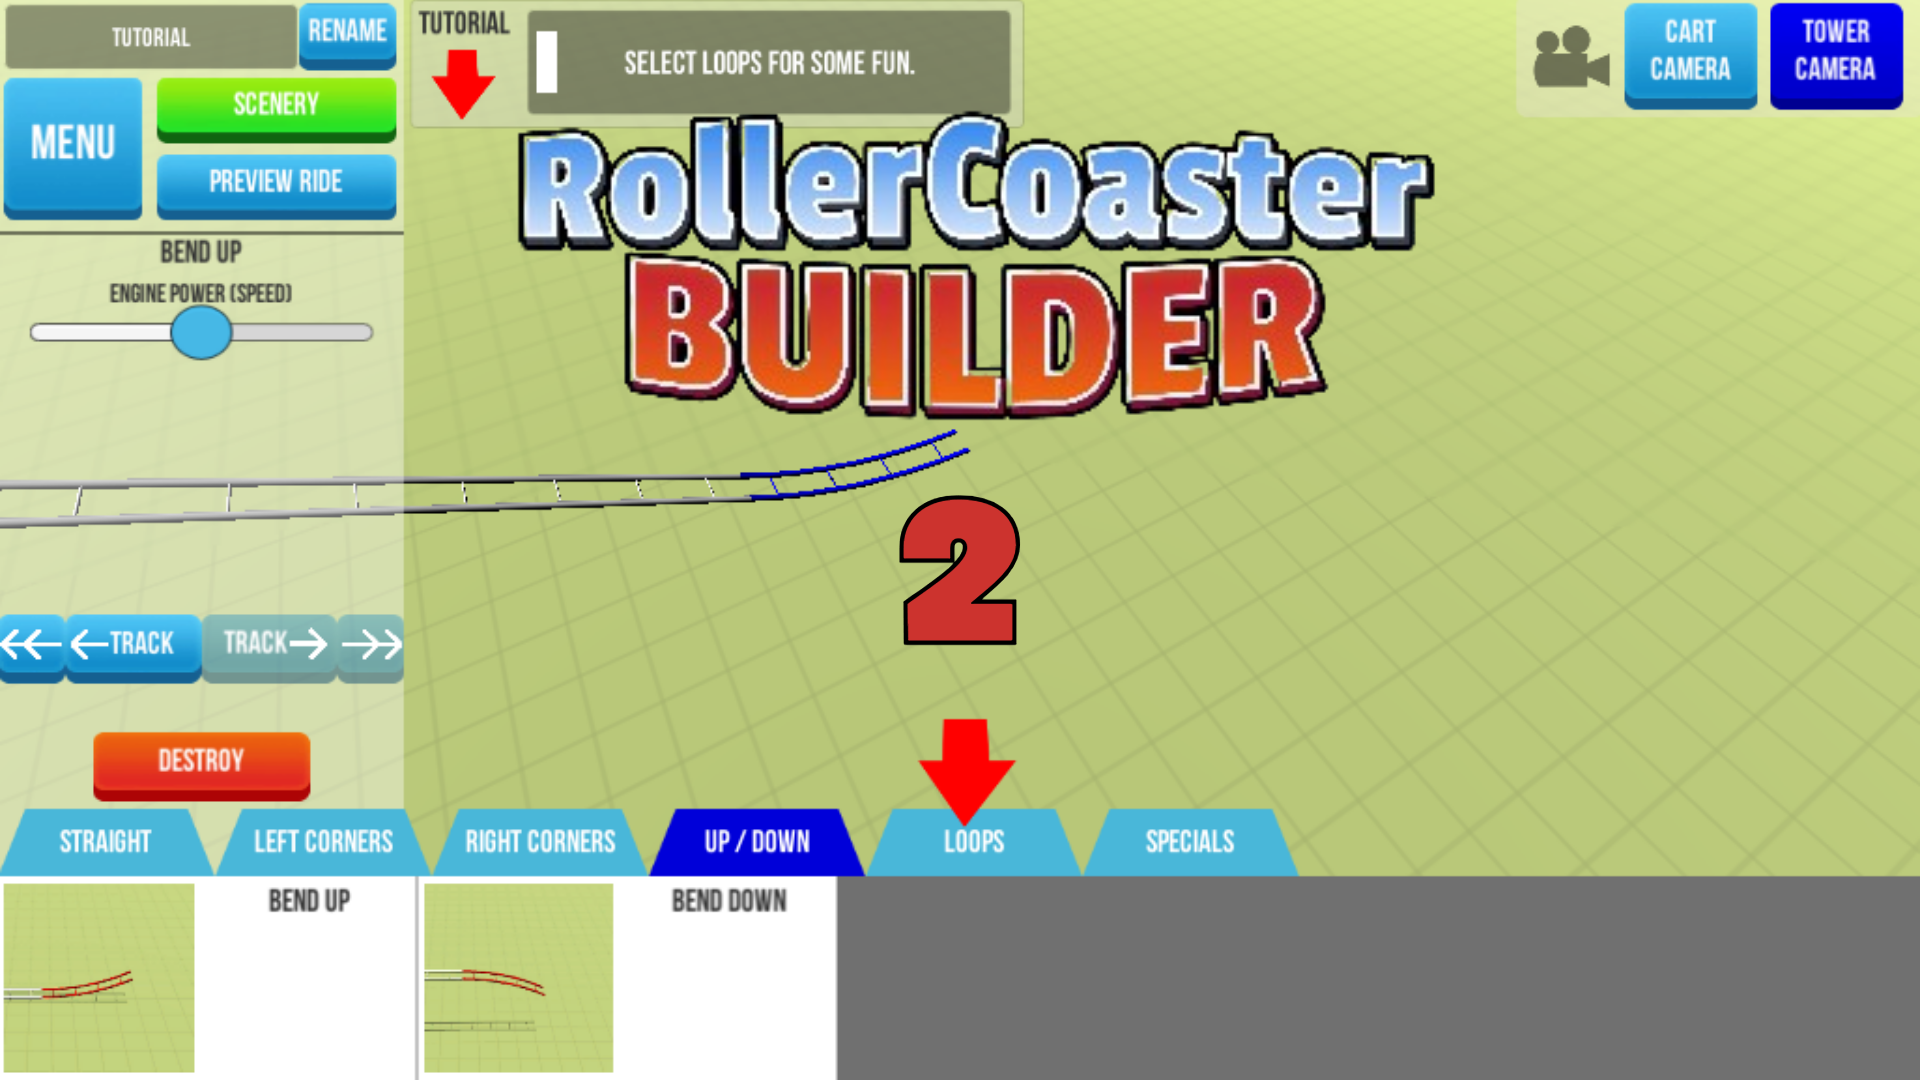 TUTORIAL
RENAME
TUTORIAL
SELECT LOOPS FOR SOME FUN.
CART
CAMERA
TOWER
CAMERA
MENU
SCENERY
PREVIEW RIDE
RollerCoaster
BUILDER
2
BEND UP
ENGINE POWER (SPEED)
TRACK
TRACK
DESTROY
STRAIGHT
LEFT CORNERS
RIGHT CORNERS
UP / DOWN
LOOPS
SPECIALS
BEND UP
BEND DOWN